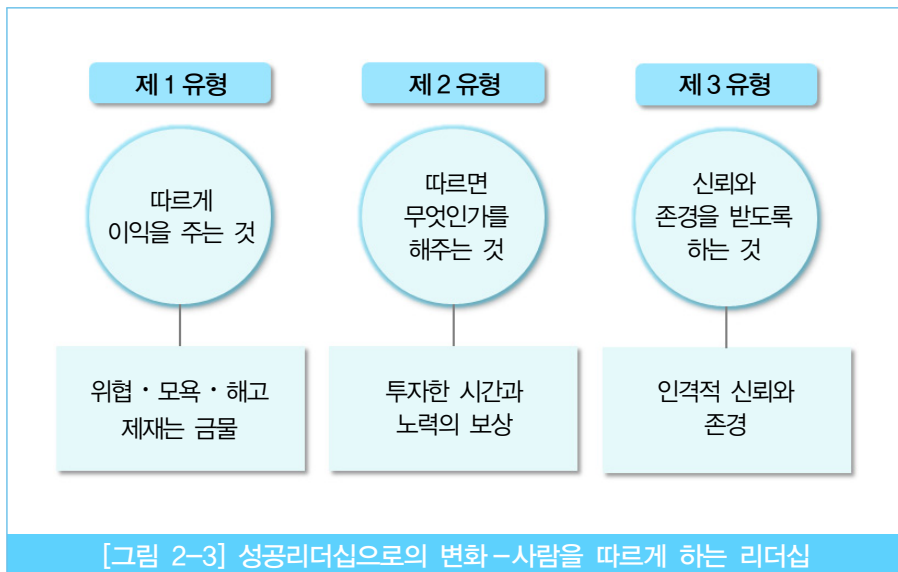 제1유형
제2유형
제3유형
따르게
이익을 주는 것
따르면
무엇인가를
해주는 것
신뢰와
존경을 받도록
하는 것
위협·모욕·해고
제재는 금물
투자한 시간과
노력의 보상
인격적 신뢰와
존경
[그림 2-3] 성공리더십으로의 변화-사람을 따르게 하는 리더십